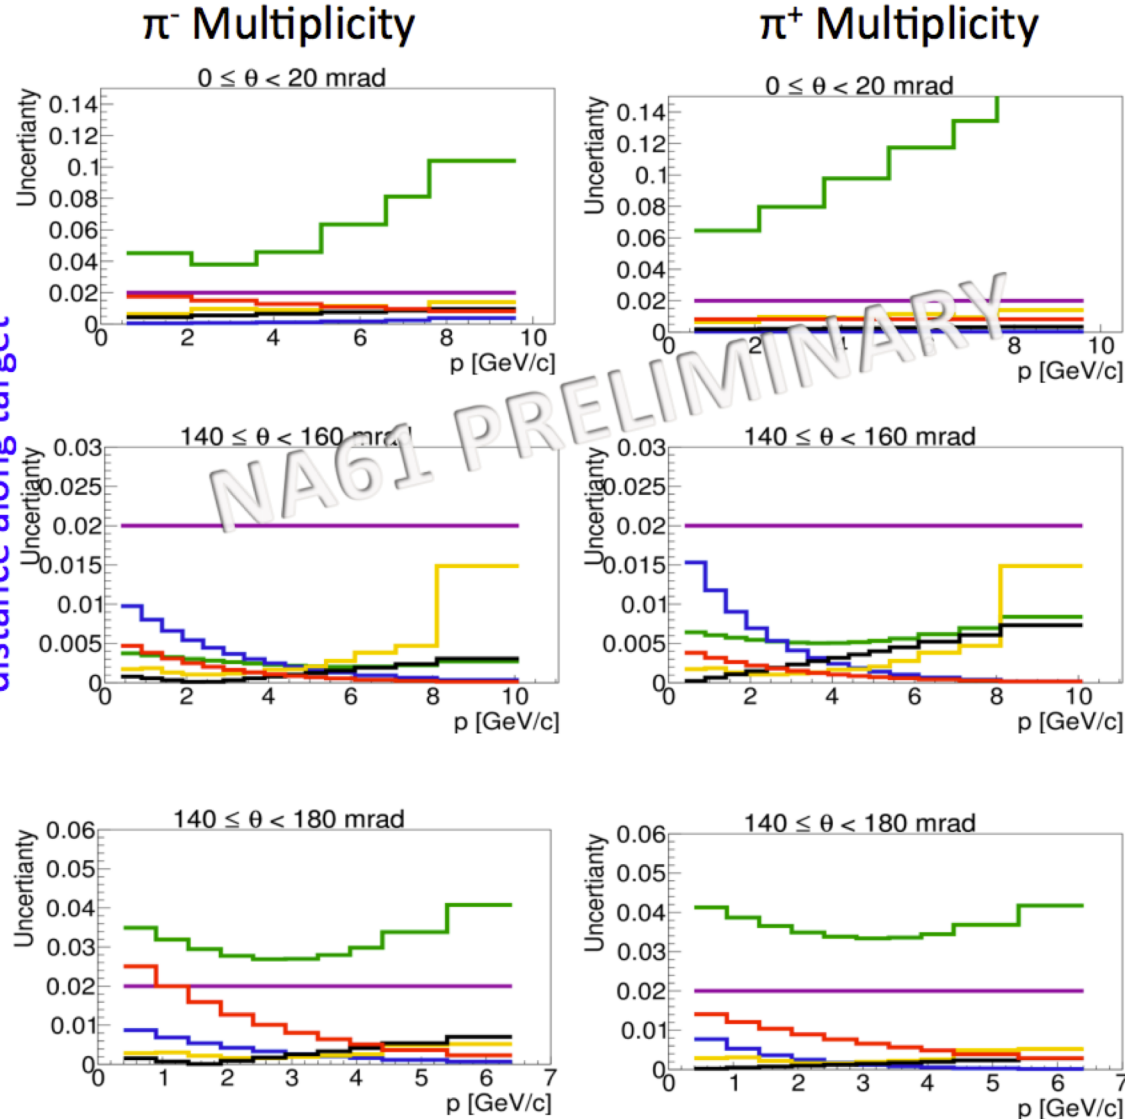 π- Multiplicity
π+ Multiplicity
distance along target
0 ≤ θ < 20 mrad
Uncertianty
0.14
0.12
0.1
0.08
0.06
0.04
0.02
0
0 2 4 6 8 10
p [GeV/c]
0 ≤ θ < 20 mrad
Uncertianty
0.14
0.12
0.1
0.08
0.06
0.04
0.02
0
0 2 4 8 10
p [GeV/c]
NA61 PRELIMINARY
140 ≤ θ < 160 mrad
Uncertianty
0.03
0.025
0.02
0.015
0.01
0.005
0
0 2 4 6 8 10
p [GeV/c]
140 ≤ θ < 160 mrad
Uncertianty
0.03
0.025
0.02
0.015
0.01
0.005
0
0 2 4 6 8 10
p [GeV/c]
140 ≤ θ < 180 mrad
Uncertianty
0.06
0.05
0.04
0.03
0.02
0.01
0
0 1 2 3 4 5 6 7
p [GeV/c]
140 ≤ θ < 180 mrad
Uncertianty
0.06
0.05
0.04
0.03
0.02
0.01
0
0 1 2 3 4 5 6 7
p [GeV/c]